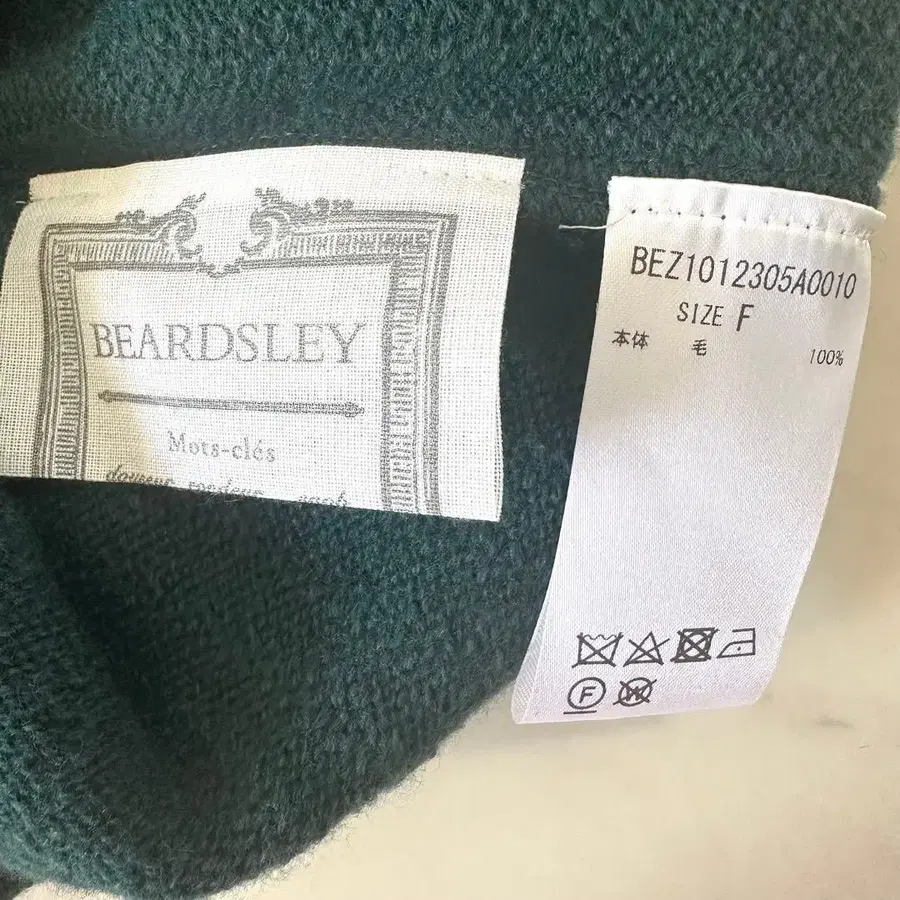 BEARDSLEY
Mots-clés
BEZ1012305A0010
SIZE F
本体 毛 100%
F
W